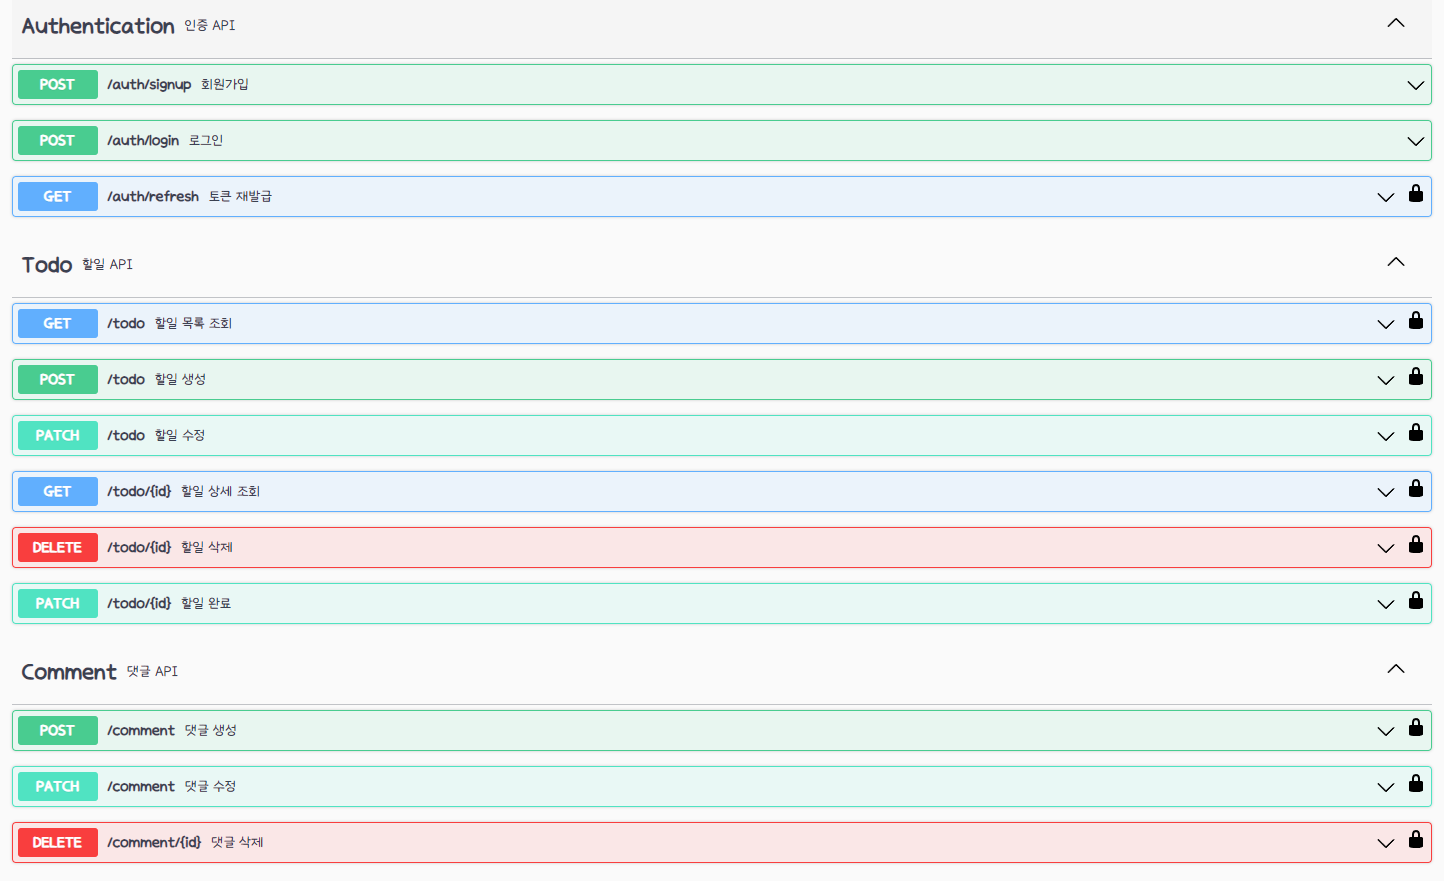 Authentication 인증 API
POST /auth/signup 회원가입
POST /auth/login 로그인
GET /auth/refresh 토큰 재발급
Todo 할일 API
GET /todo 할일 목록 조회
POST /todo 할일 생성
PATCH /todo 할일 수정
GET /todo/{id} 할일 상세 조회
DELETE /todo/{id} 할일 삭제
PATCH /todo/{id} 할일 완료
Comment 댓글 API
POST /comment 댓글 생성
PATCH /comment 댓글 수정
DELETE /comment/{id} 댓글 삭제